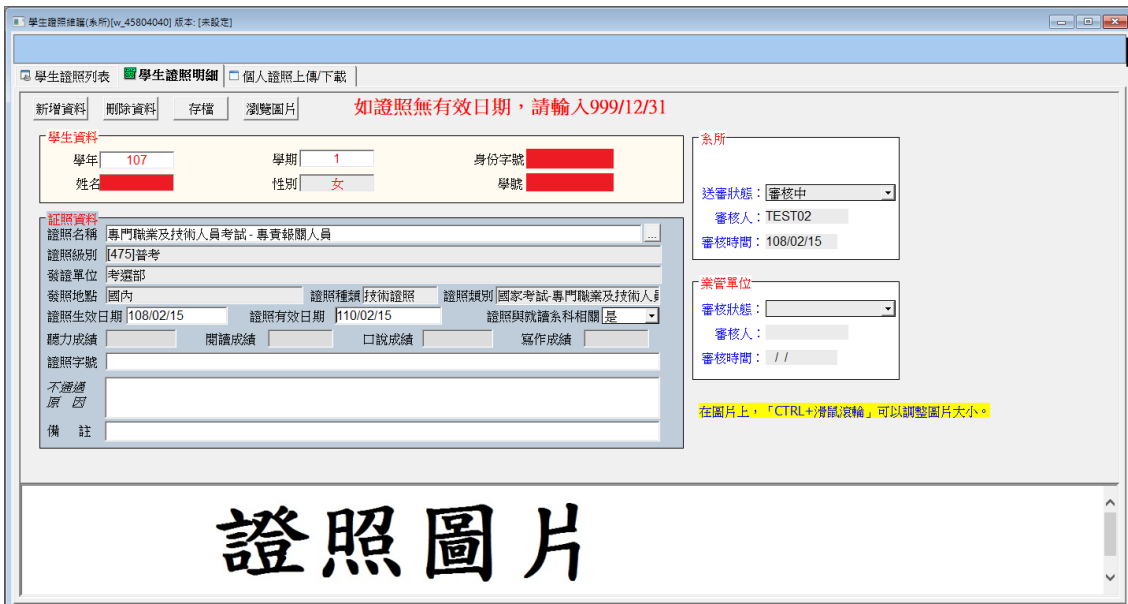 學生證照維護(系所)[w_45804040] 版本: [未設定]
學生證照列表 學生證照明細 個人證照上傳/下載
新增資料 刪除資料 存檔 瀏覽圖片 如證照無有效日期，請輸入999/12/31
學生資料
學年 107 學期 1 身份字號
姓名 性別 女 學號
証照資料
證照名稱 專門職業及技術人員考試 - 專責報關人員 ...
證照級別 [475]普考
發證單位 考選部
發照地點 國內 證照種類 技術證照 證照類別 國家考試-專門職業及技術人員
證照生效日期 108/02/15 證照有效日期 110/02/15 證照與就讀系科相關 是
聽力成績 閱讀成績 口說成績 寫作成績
證照字號
不通過
原 因
備 註
系所
送審狀態：審核中
審核人：TEST02
審核時間：108/02/15
業管單位
審核狀態：
審核人：
審核時間： / /
在圖片上，「CTRL+滑鼠滾輪」可以調整圖片大小。
證照圖片